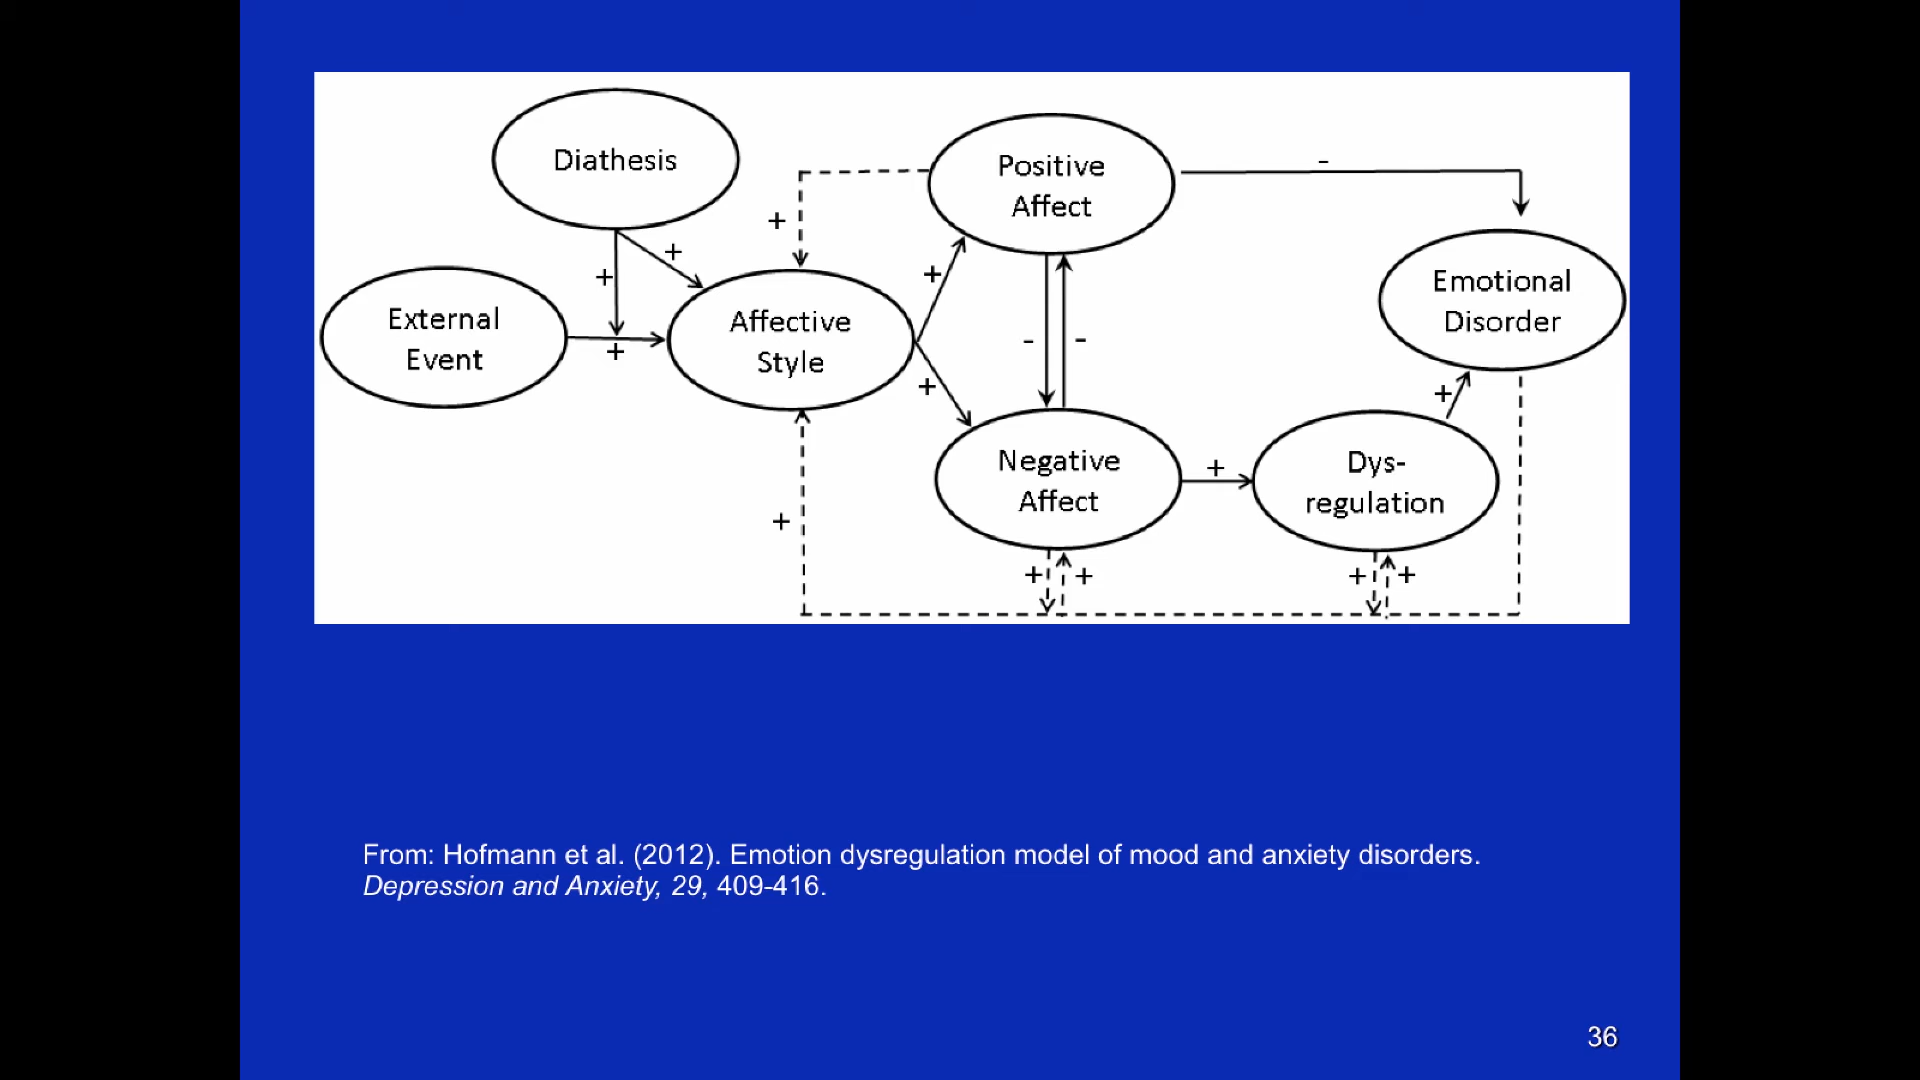 Diathesis
Positive
Affect
-
+
+
+
+
External
Event
+
Affective
Style
+
-
-
Emotional
Disorder
+
Negative
Affect
+
Dys-
regulation
+
+
+
+
+
From: Hofmann et al. (2012). Emotion dysregulation model of mood and anxiety disorders.
Depression and Anxiety, 29, 409-416.
36